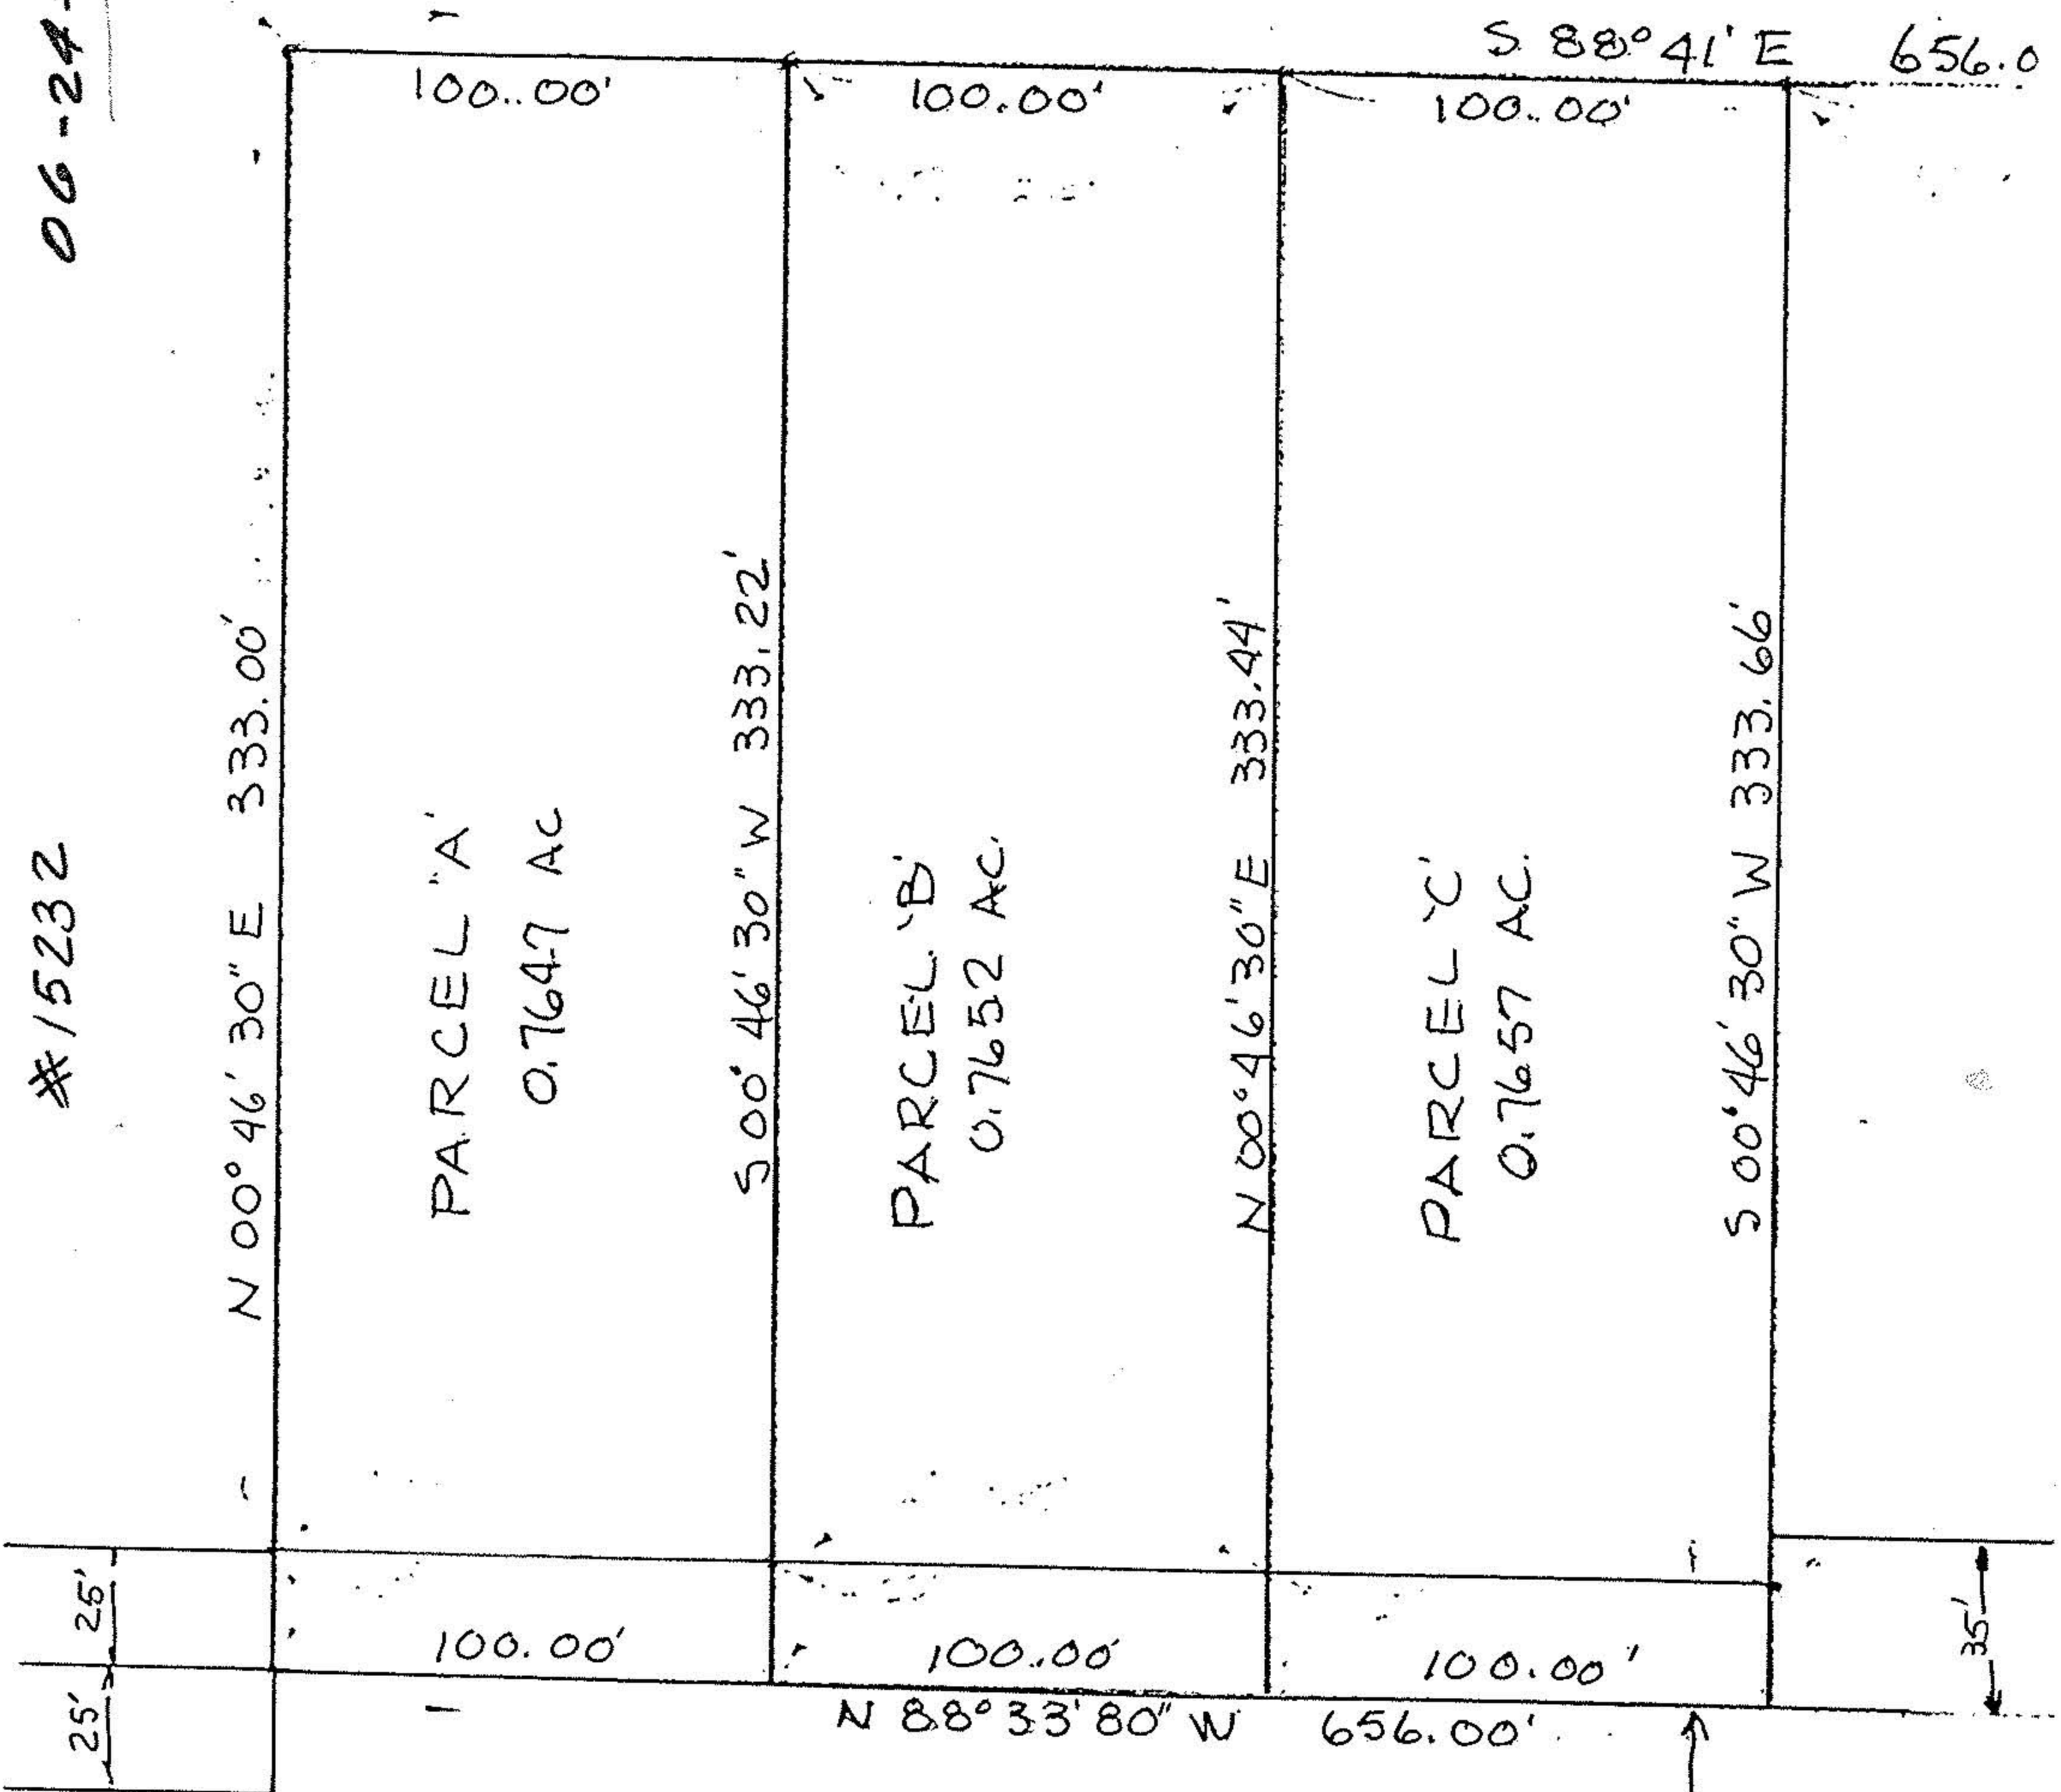 06-24-
#15232
S 88°41' E 656.0
100.00'
100.00'
100.00'
N 00°46'30" E 333.00'
PARCEL "A"
0.7647 AC
S 00°46'30" W 333.22'
PARCEL "B"
0.7652 AC.
N 00°46'30" E 333.44'
PARCEL "C"
0.7657 AC.
S 00°46'30" W 333.66'
25'
25'
100.00'
100.00'
100.00'
35'
N 88°33'80" W 656.00'